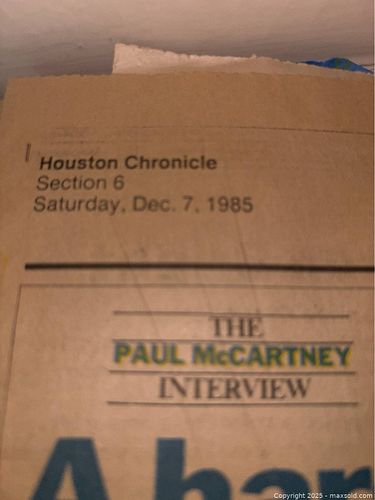 Houston Chronicle
Section 6
Saturday, Dec. 7, 1985
THE
PAUL McCARTNEY
INTERVIEW
A
Copyright 2025 - maxsold.com